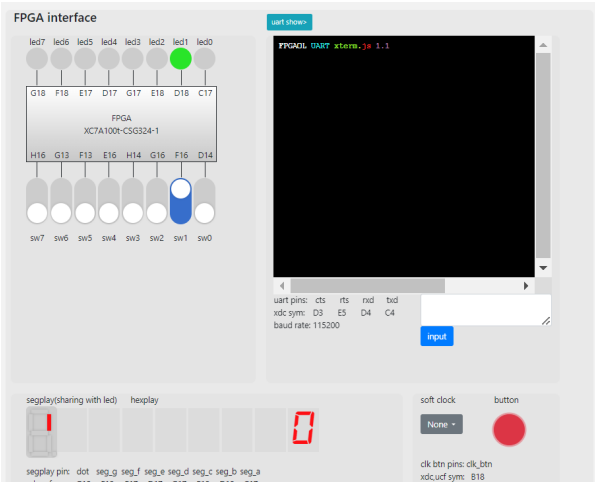 FPGA interface
uart show>
led7 led6 led5 led4 led3 led2 led1 led0
G18 F18 E17 D17 G17 E18 D18 C17
FPGA
XC7A100t-CSG324-1
H16 G13 F13 E16 H14 G16 F16 D14
sw7 sw6 sw5 sw4 sw3 sw2 sw1 sw0
FPGAOL UART xterm.js 1.1
uart pins: cts rts rxd txd
xdc sym: D3 E5 D4 C4
baud rate: 115200
input
segplay(sharing with led) hexplay
0
segplay pin: dot seg_g seg_f seg_e seg_d seg_c seg_b seg_a
soft clock button
None
clk btn pins: clk_btn
xdc,ucf sym: B18